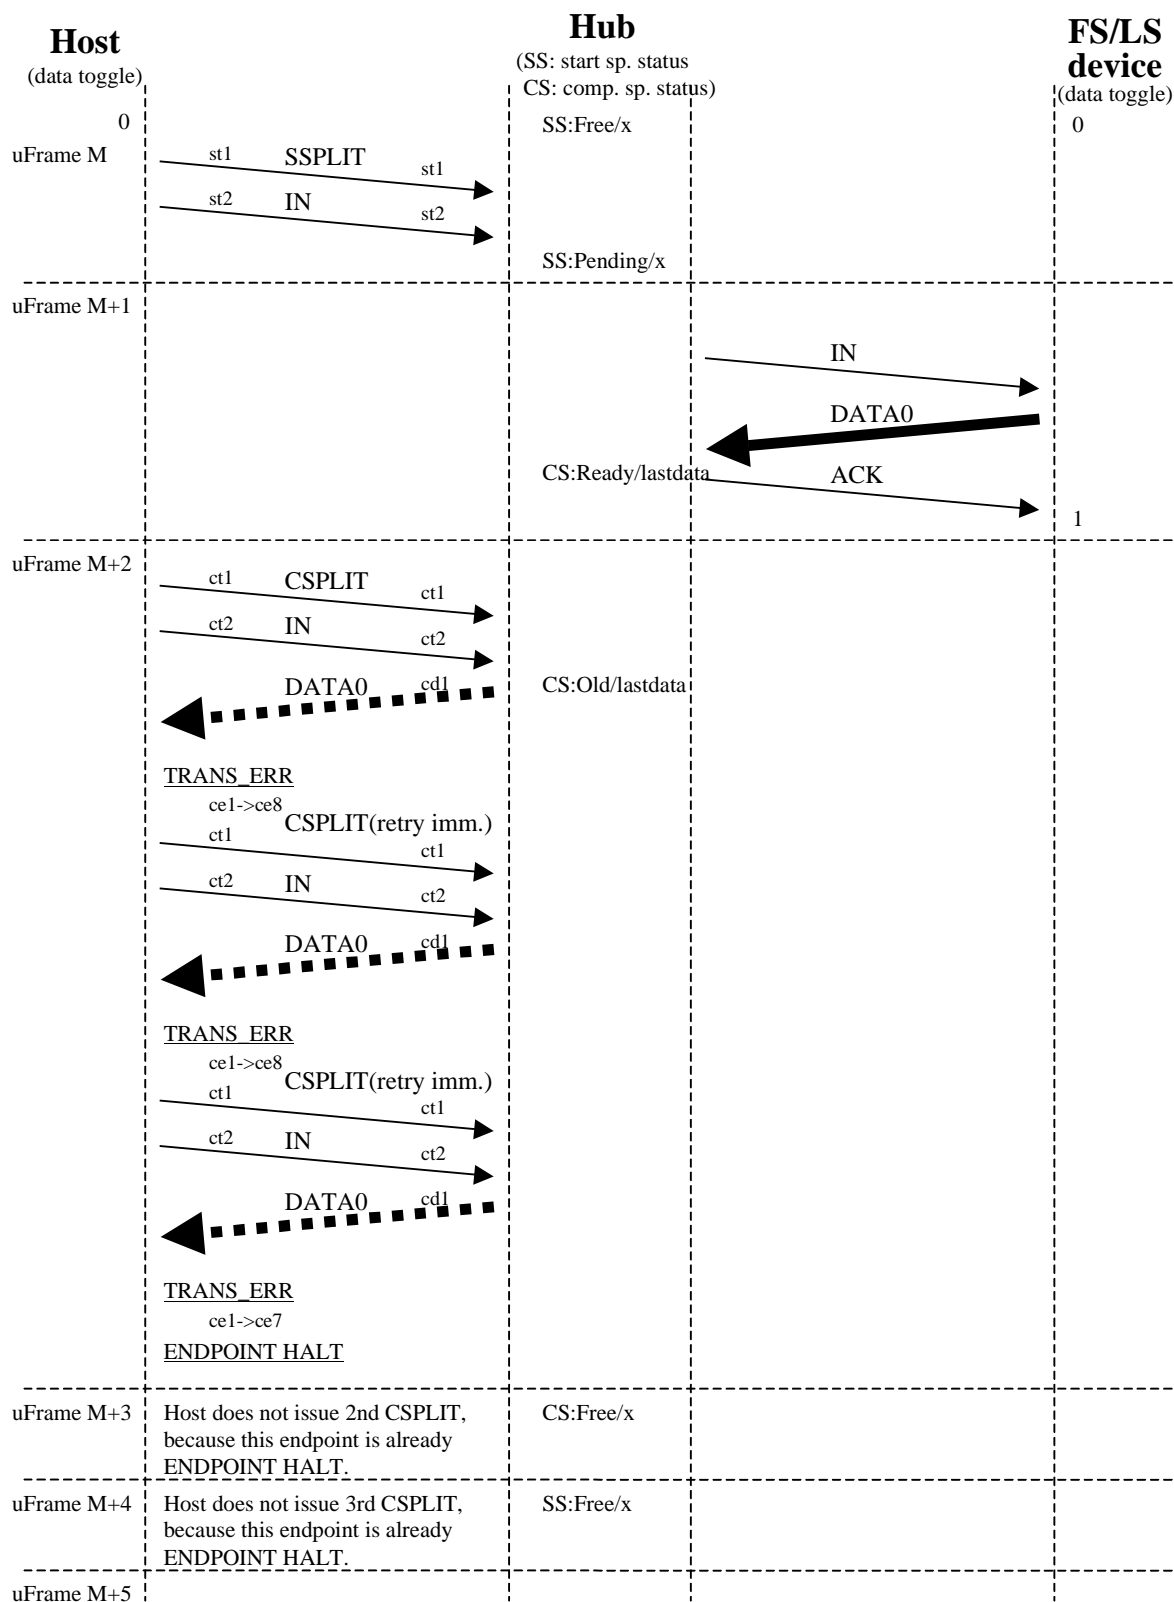 Host
(data toggle)
Hub
(SS: start sp. status
CS: comp. sp. status)
FS/LS
device
(data toggle)
0
SS:Free/x
0
uFrame M
st1
SSPLIT
st1
st2
IN
st2
SS:Pending/x
uFrame M+1
IN
DATA0
CS:Ready/lastdata
ACK
1
uFrame M+2
ct1
CSPLIT
ct1
ct2
IN
ct2
DATA0
cd1
CS:Old/lastdata
TRANS_ERR
ce1->ce8
CSPLIT(retry imm.)
ct1
ct1
ct2
IN
ct2
DATA0
cd1
TRANS_ERR
ce1->ce8
CSPLIT(retry imm.)
ct1
ct1
ct2
IN
ct2
DATA0
cd1
TRANS_ERR
ce1->ce7
ENDPOINT HALT
uFrame M+3
Host does not issue 2nd CSPLIT,
because this endpoint is already
ENDPOINT HALT.
CS:Free/x
uFrame M+4
Host does not issue 3rd CSPLIT,
because this endpoint is already
ENDPOINT HALT.
SS:Free/x
uFrame M+5